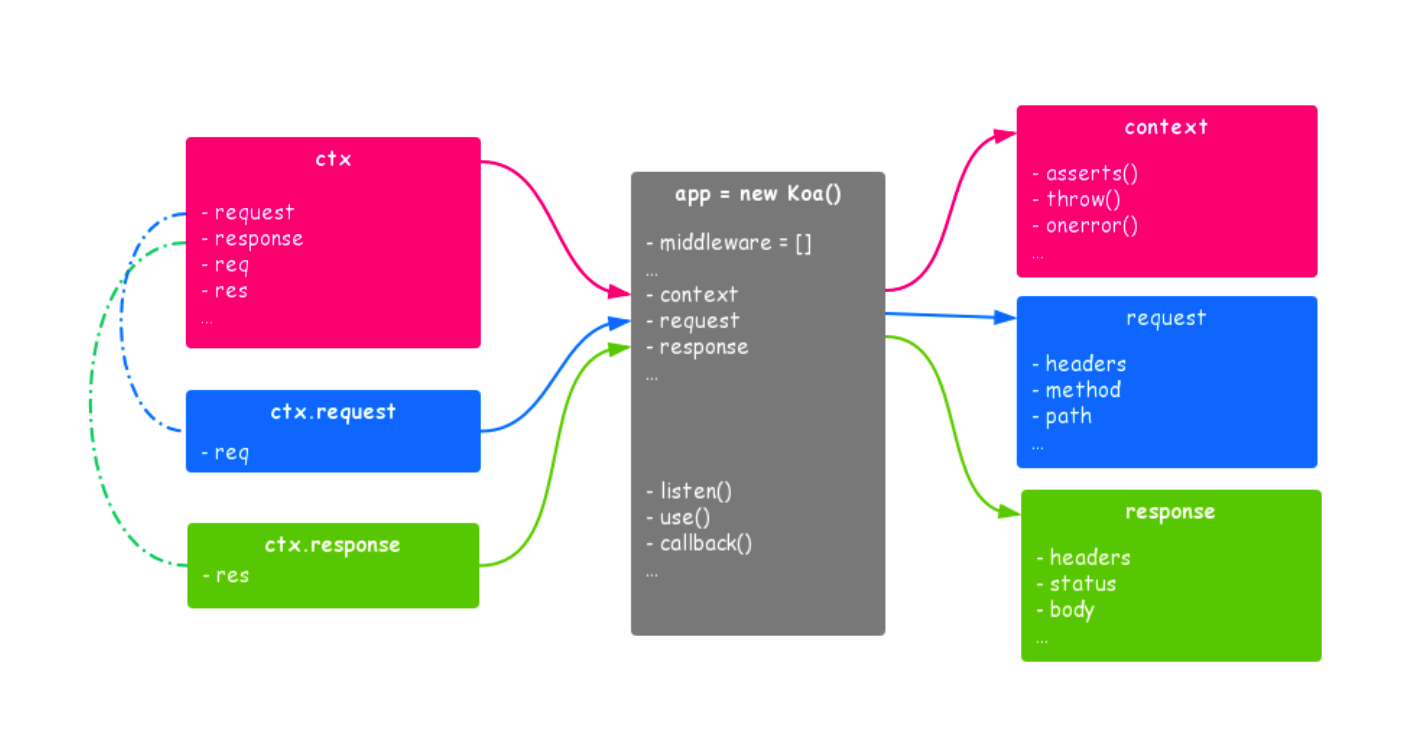 ctx
- request
- response
- req
- res
...
ctx.request
- req
ctx.response
- res
app = new Koa()
- middleware = []
...
- context
- request
- response
...
- listen()
- use()
- callback()
...
context
- asserts()
- throw()
- onerror()
...
request
- headers
- method
- path
...
response
- headers
- status
- body
...